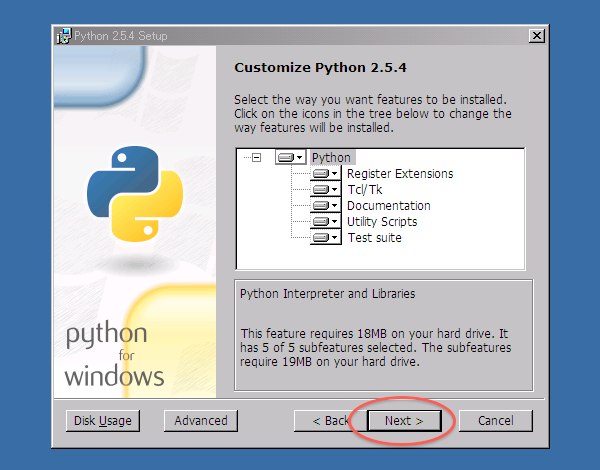 Python 2.5.4 Setup
Customize Python 2.5.4
Select the way you want features to be installed.
Click on the icons in the tree below to change the
way features will be installed.
Python
Register Extensions
Tcl/Tk
Documentation
Utility Scripts
Test suite
Python Interpreter and Libraries
This feature requires 18MB on your hard drive. It
has 5 of 5 subfeatures selected. The subfeatures
require 19MB on your hard drive.
python
for
windows
Disk Usage
Advanced
< Back
Next >
Cancel